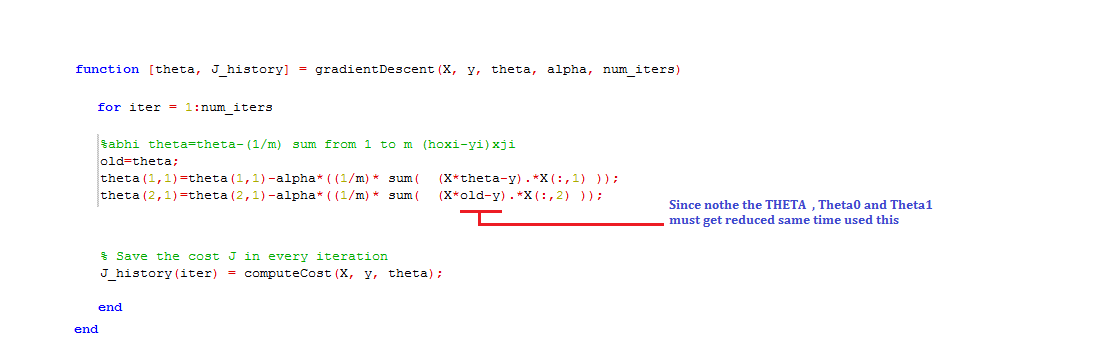 function [theta, J_history] = gradientDescent(X, y, theta, alpha, num_iters)
for iter = 1:num_iters
%abhi theta=theta-(1/m) sum from 1 to m (hoxi-yi)xji
old=theta;
theta(1,1)=theta(1,1)-alpha*((1/m)* sum(  (X*theta-y).*X(:,1) ));
theta(2,1)=theta(2,1)-alpha*((1/m)* sum(  (X*old-y).*X(:,2) ));
Since nothe the THETA , Theta0 and Theta1
must get reduced same time used this
% Save the cost J in every iteration
J_history(iter) = computeCost(X, y, theta);
end
end